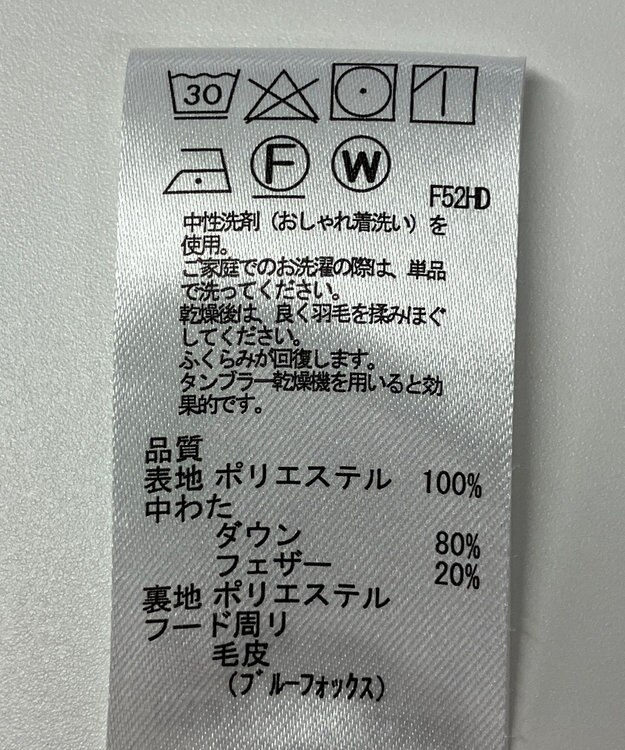 30
F W
F52HD
中性洗剤（おしゃれ着洗い）を
使用。
ご家庭でのお洗濯の際は、単品
で洗ってください。
乾燥後は、良く羽毛を揉みほぐ
してください。
ふくらみが回復します。
タンブラー乾燥機を用いると効
果的です。
品質
表地 ポリエステル 100%
中わた
ダウン 80%
フェザー 20%
裏地 ポリエステル
フード周リ
毛皮
（ブルーフォックス）